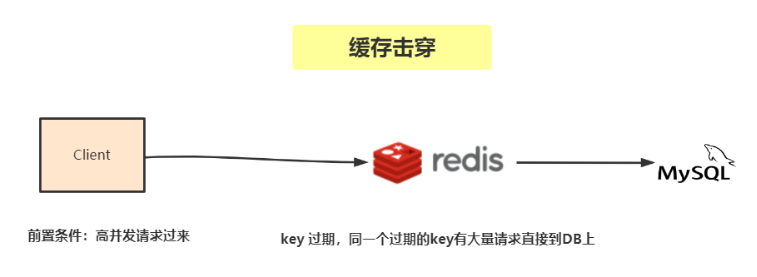 缓存击穿
Client
redis
MySQL
前置条件：高并发请求过来
key 过期，同一个过期的key有大量请求直接到DB上